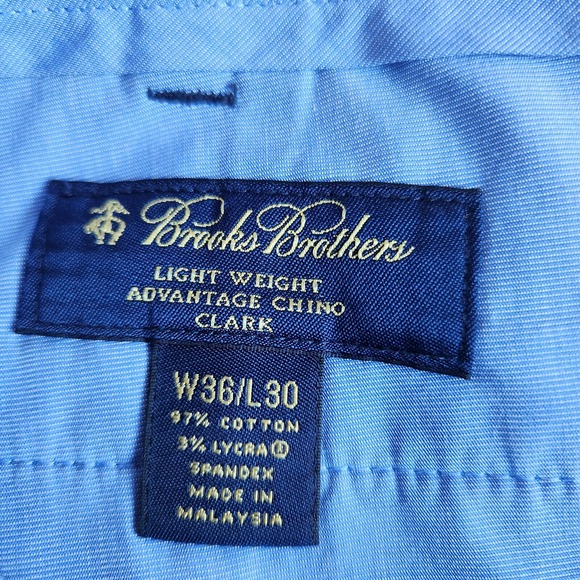 Brooks Brothers
LIGHT WEIGHT
ADVANTAGE CHINO
CLARK
W36/L30
97% COTTON
3% LYCRA®
SPANDEX
MADE IN
MALAYSIA